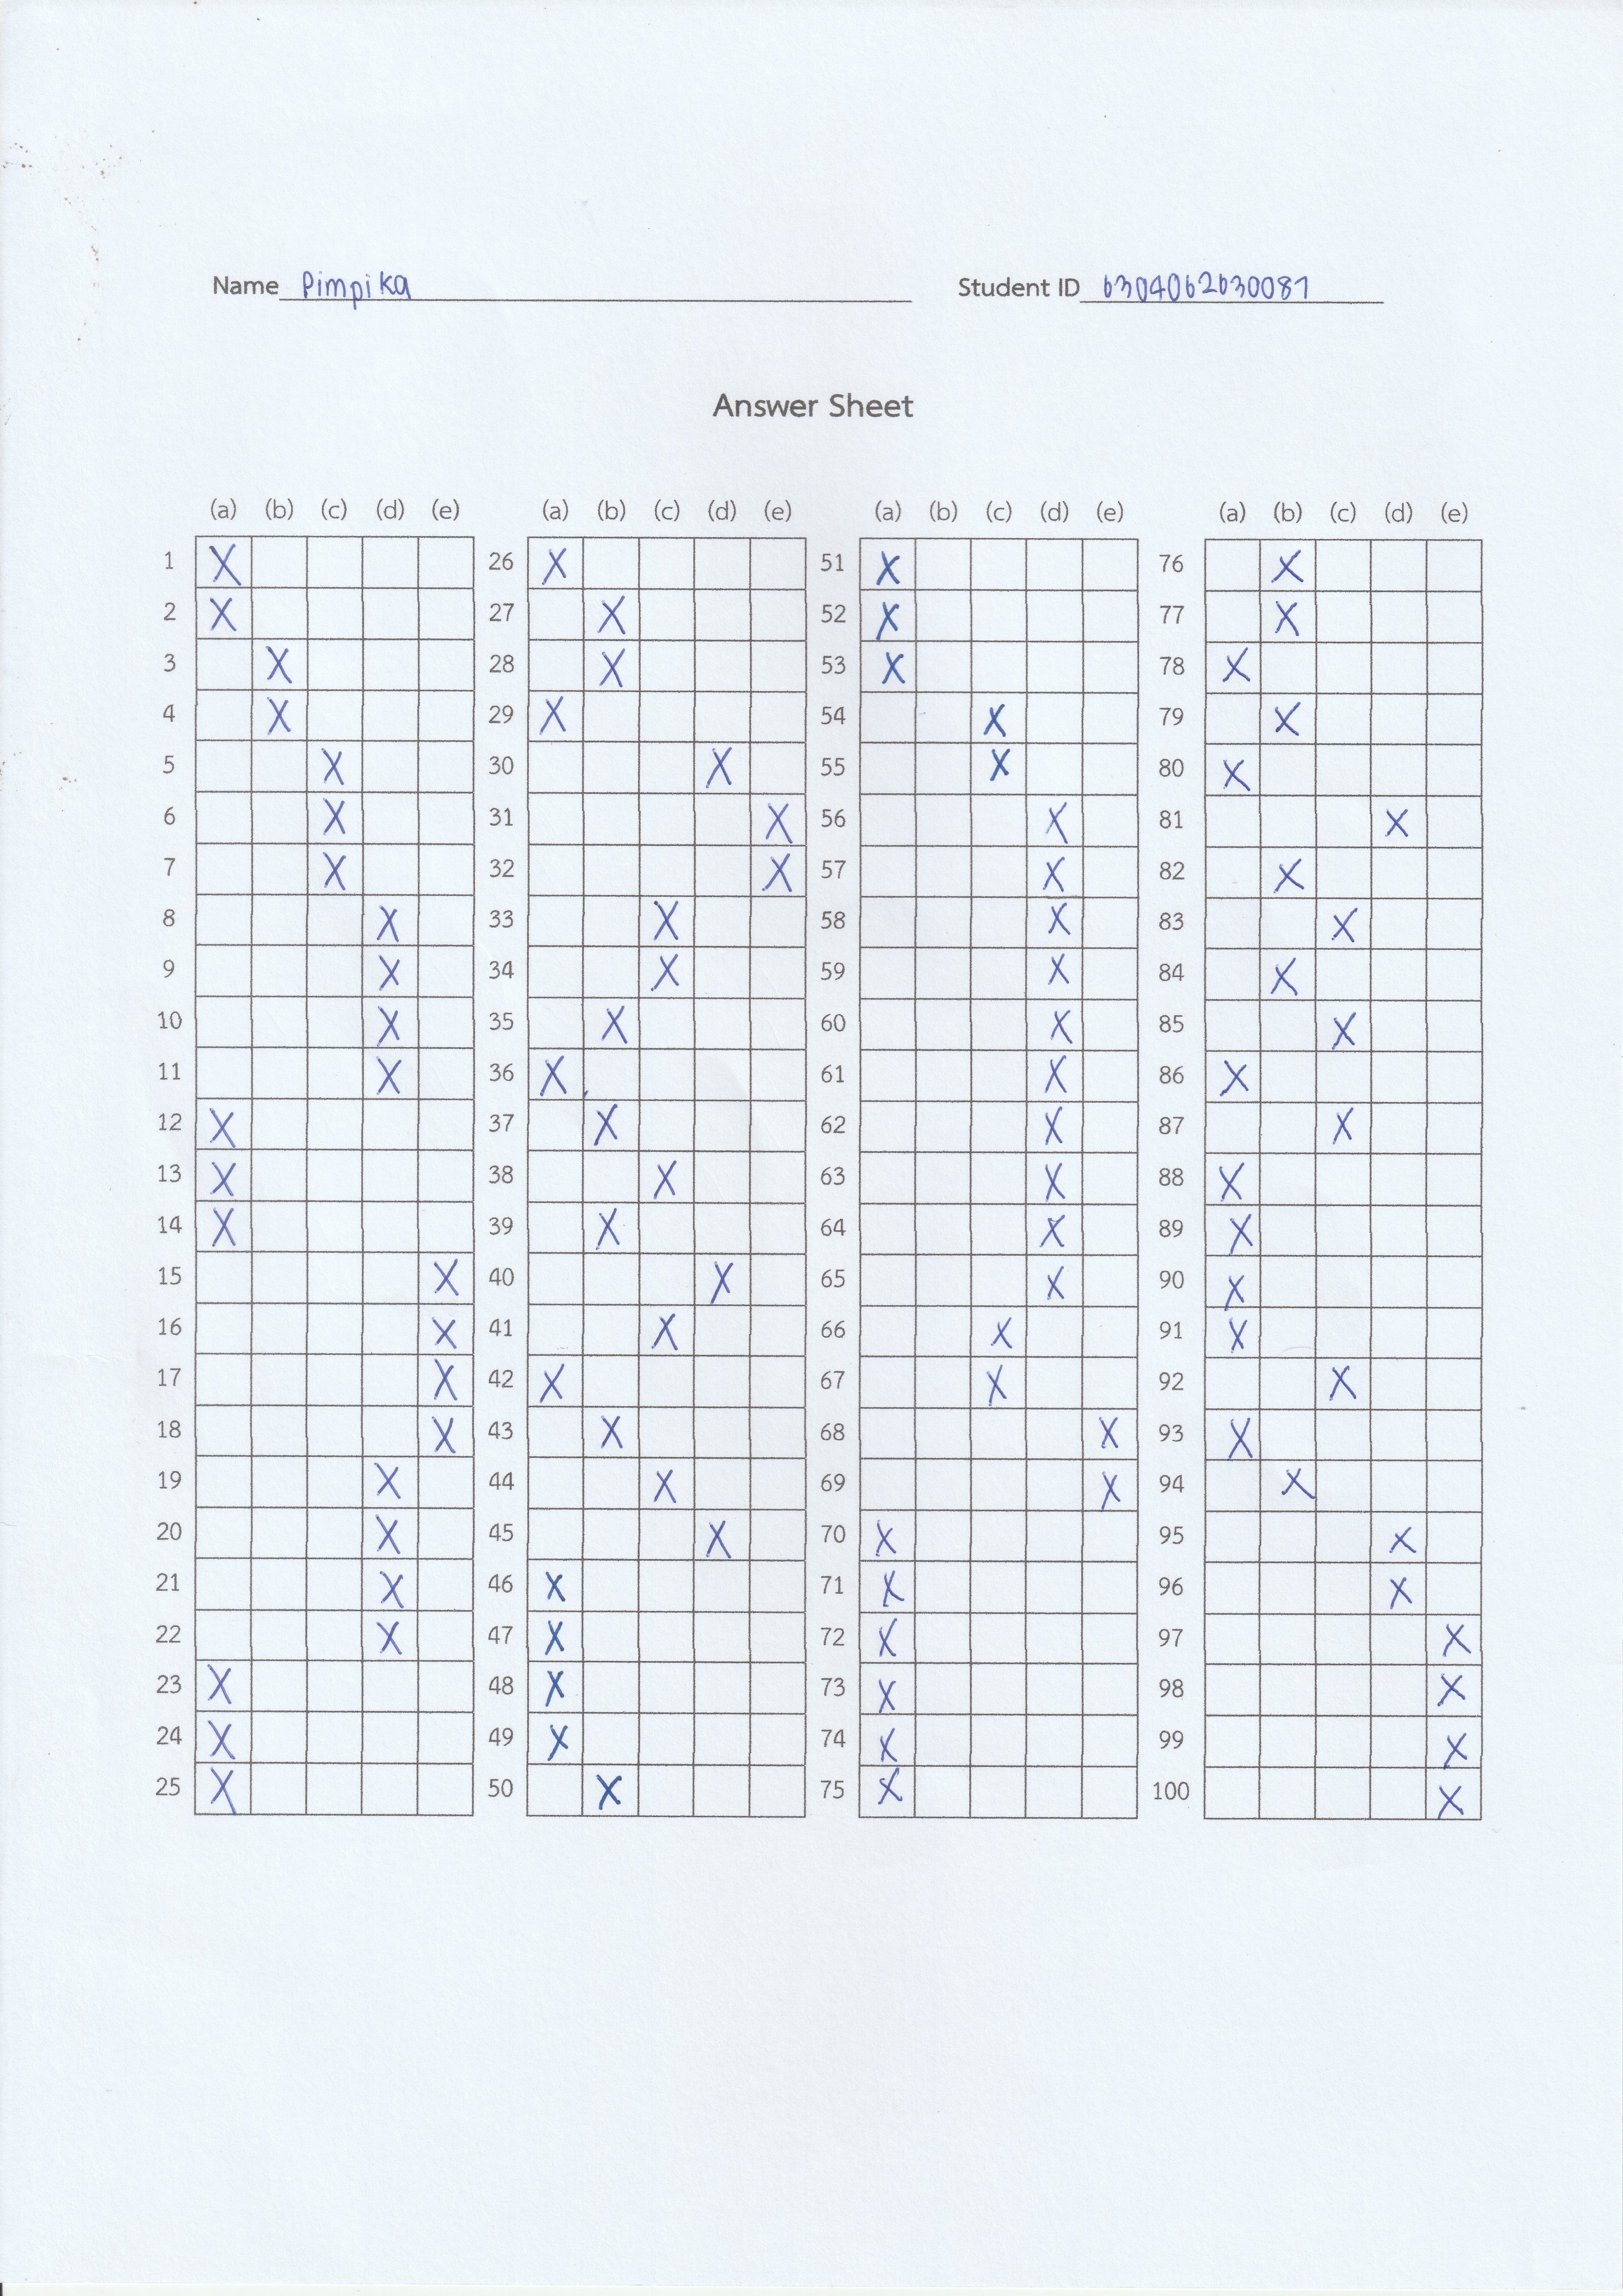 Name Pimpika Student ID 6304062630081
Answer Sheet
(a) (b) (c) (d) (e) (a) (b) (c) (d) (e) (a) (b) (c) (d) (e) (a) (b) (c) (d) (e)
1 X 26 X 51 X 76 X
2 X 27 X 52 X 77 X
3 X 28 X 53 X 78 X
4 X 29 X 54 X 79 X
5 X 30 X 55 X 80 X
6 X 31 X 56 X 81 X
7 X 32 X 57 X 82 X
8 X 33 X 58 X 83 X
9 X 34 X 59 X 84 X
10 X 35 X 60 X 85 X
11 X 36 X 61 X 86 X
12 X 37 X 62 X 87 X
13 X 38 X 63 X 88 X
14 X 39 X 64 X 89 X
15 X 40 X 65 X 90 X
16 X 41 X 66 X 91 X
17 X 42 X 67 X 92 X
18 X 43 X 68 X 93 X
19 X 44 X 69 X 94 X
20 X 45 X 70 X 95 X
21 X 46 X 71 X 96 X
22 X 47 X 72 X 97 X
23 X 48 X 73 X 98 X
24 X 49 X 74 X 99 X
25 X 50 X 75 X 100 X